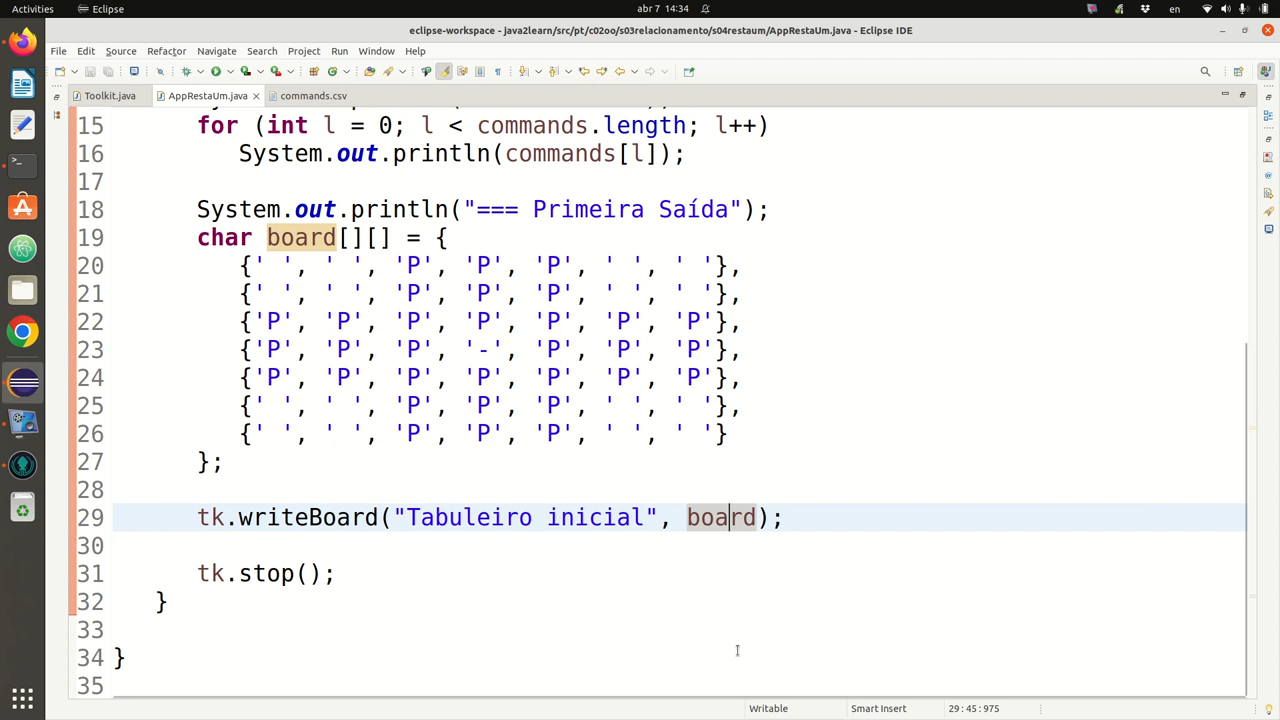 Activities Eclipse abr 7 14:34 en
eclipse-workspace - java2learn/src/pt/c02oo/s03relacionamento/s04restaum/AppRestaUm.java - Eclipse IDE
File Edit Source Refactor Navigate Search Project Run Window Help
Toolkit.java AppRestaUm.java commands.csv
15 for (int l = 0; l < commands.length; l++)
16 System.out.println(commands[l]);
17
18 System.out.println("=== Primeira Saída");
19 char board[][] = {
20 {' ', ' ', 'P', 'P', 'P', ' ', ' '},
21 {' ', ' ', 'P', 'P', 'P', ' ', ' '},
22 {'P', 'P', 'P', 'P', 'P', 'P', 'P'},
23 {'P', 'P', 'P', '-', 'P', 'P', 'P'},
24 {'P', 'P', 'P', 'P', 'P', 'P', 'P'},
25 {' ', ' ', 'P', 'P', 'P', ' ', ' '},
26 {' ', ' ', 'P', 'P', 'P', ' ', ' '}
27 };
28
29 tk.writeBoard("Tabuleiro inicial", board);
30
31 tk.stop();
32 }
33
34 }
35
Writable Smart Insert 29:45:975